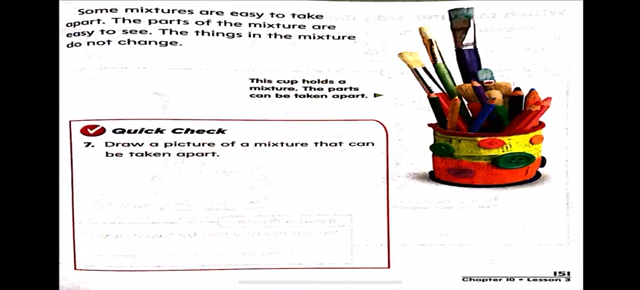 Some mixtures are easy to take
apart. The parts of the mixture are
easy to see. The things in the mixture
do not change.
This cup holds a
mixture. The parts
can be taken apart. ►
Quick Check
7. Draw a picture of a mixture that can
be taken apart.
151
Chapter 10 • Lesson 3